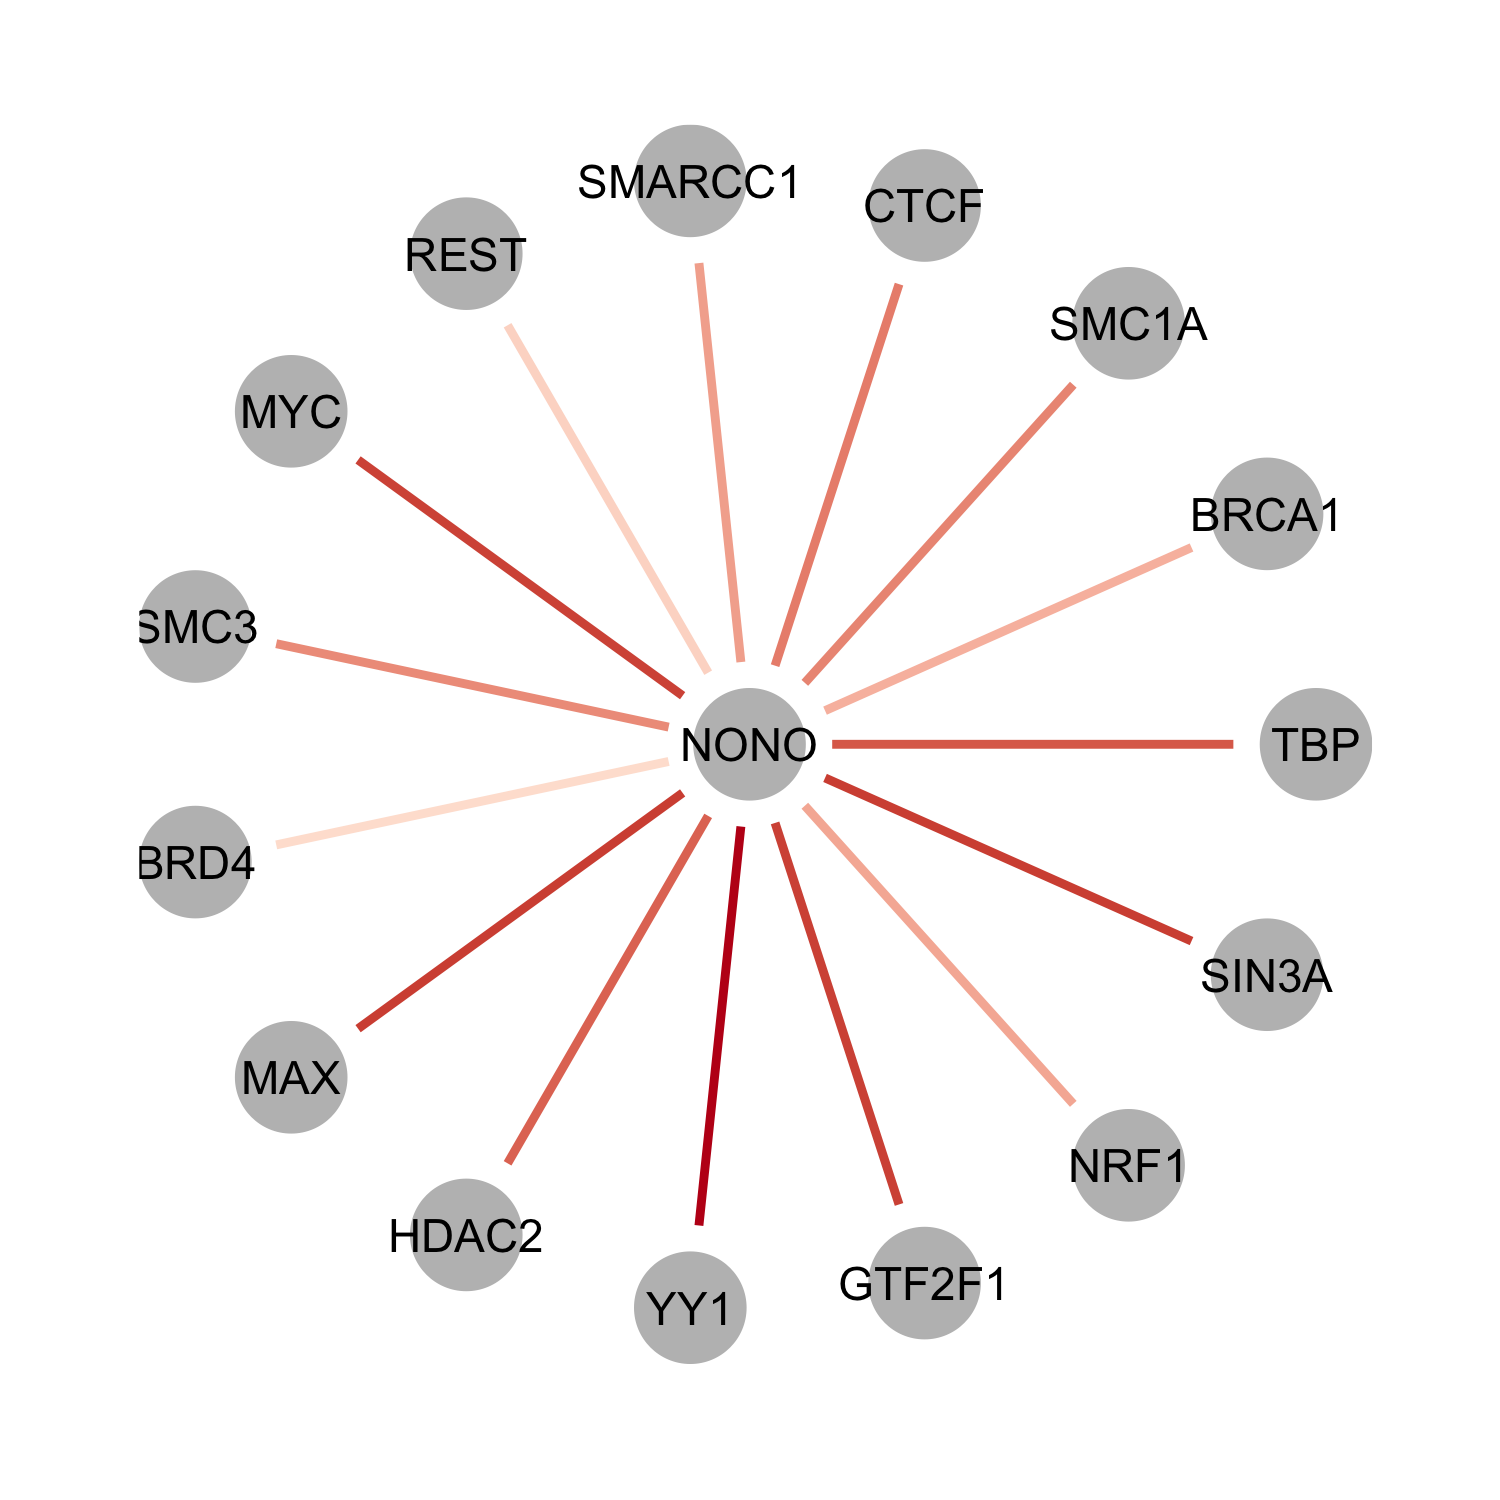 SMARCC1
CTCF
REST
SMC1A
MYC
BRCA1
SMC3
NONO
TBP
BRD4
SIN3A
MAX
NRF1
HDAC2
GTF2F1
YY1